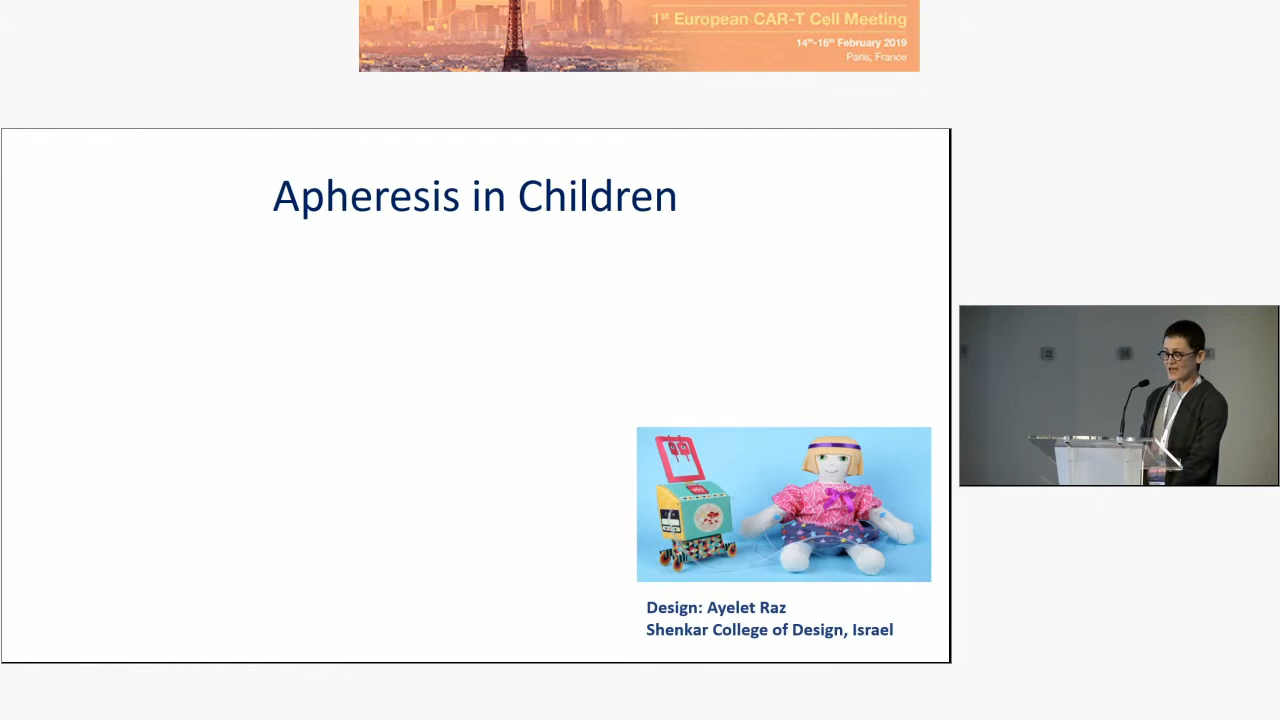 1st European CAR-T Cell Meeting
14th-16th February 2019
Paris, France
Apheresis in Children
Design: Ayelet Raz
Shenkar College of Design, Israel